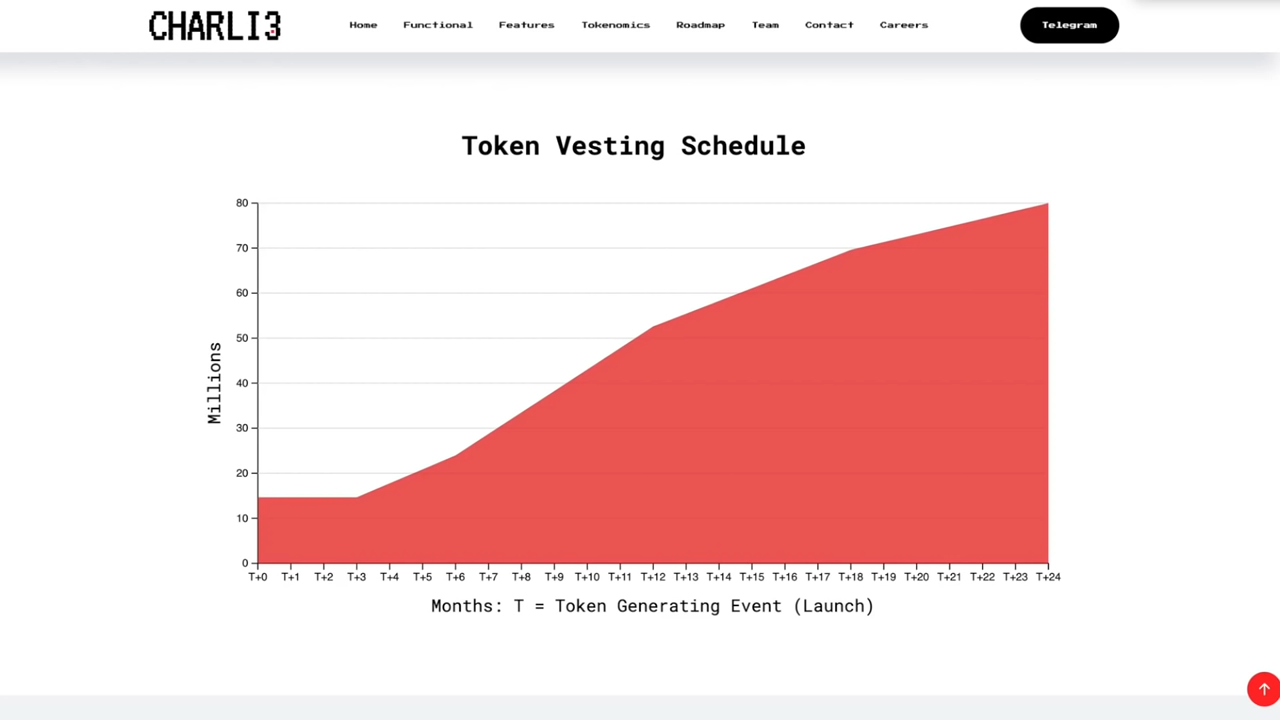 CHARLI3 Home Functional Features Tokenomics Roadmap Team Contact Careers Telegram
Token Vesting Schedule
80
70
60
50
40
30
20
10
0
Millions
T+0 T+1 T+2 T+3 T+4 T+5 T+6 T+7 T+8 T+9 T+10 T+11 T+12 T+13 T+14 T+15 T+16 T+17 T+18 T+19 T+20 T+21 T+22 T+23 T+24
Months: T = Token Generating Event (Launch)